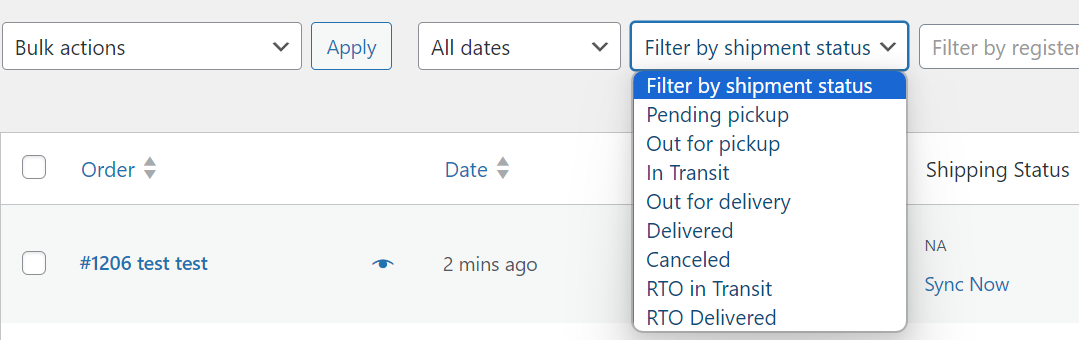 Bulk actions
Apply
All dates
Filter by shipment status
Filter by register
Filter by shipment status
Pending pickup
Out for pickup
In Transit
Out for delivery
Delivered
Canceled
RTO in Transit
RTO Delivered
Order
Date
Shipping Status
#1206 test test
2 mins ago
NA
Sync Now